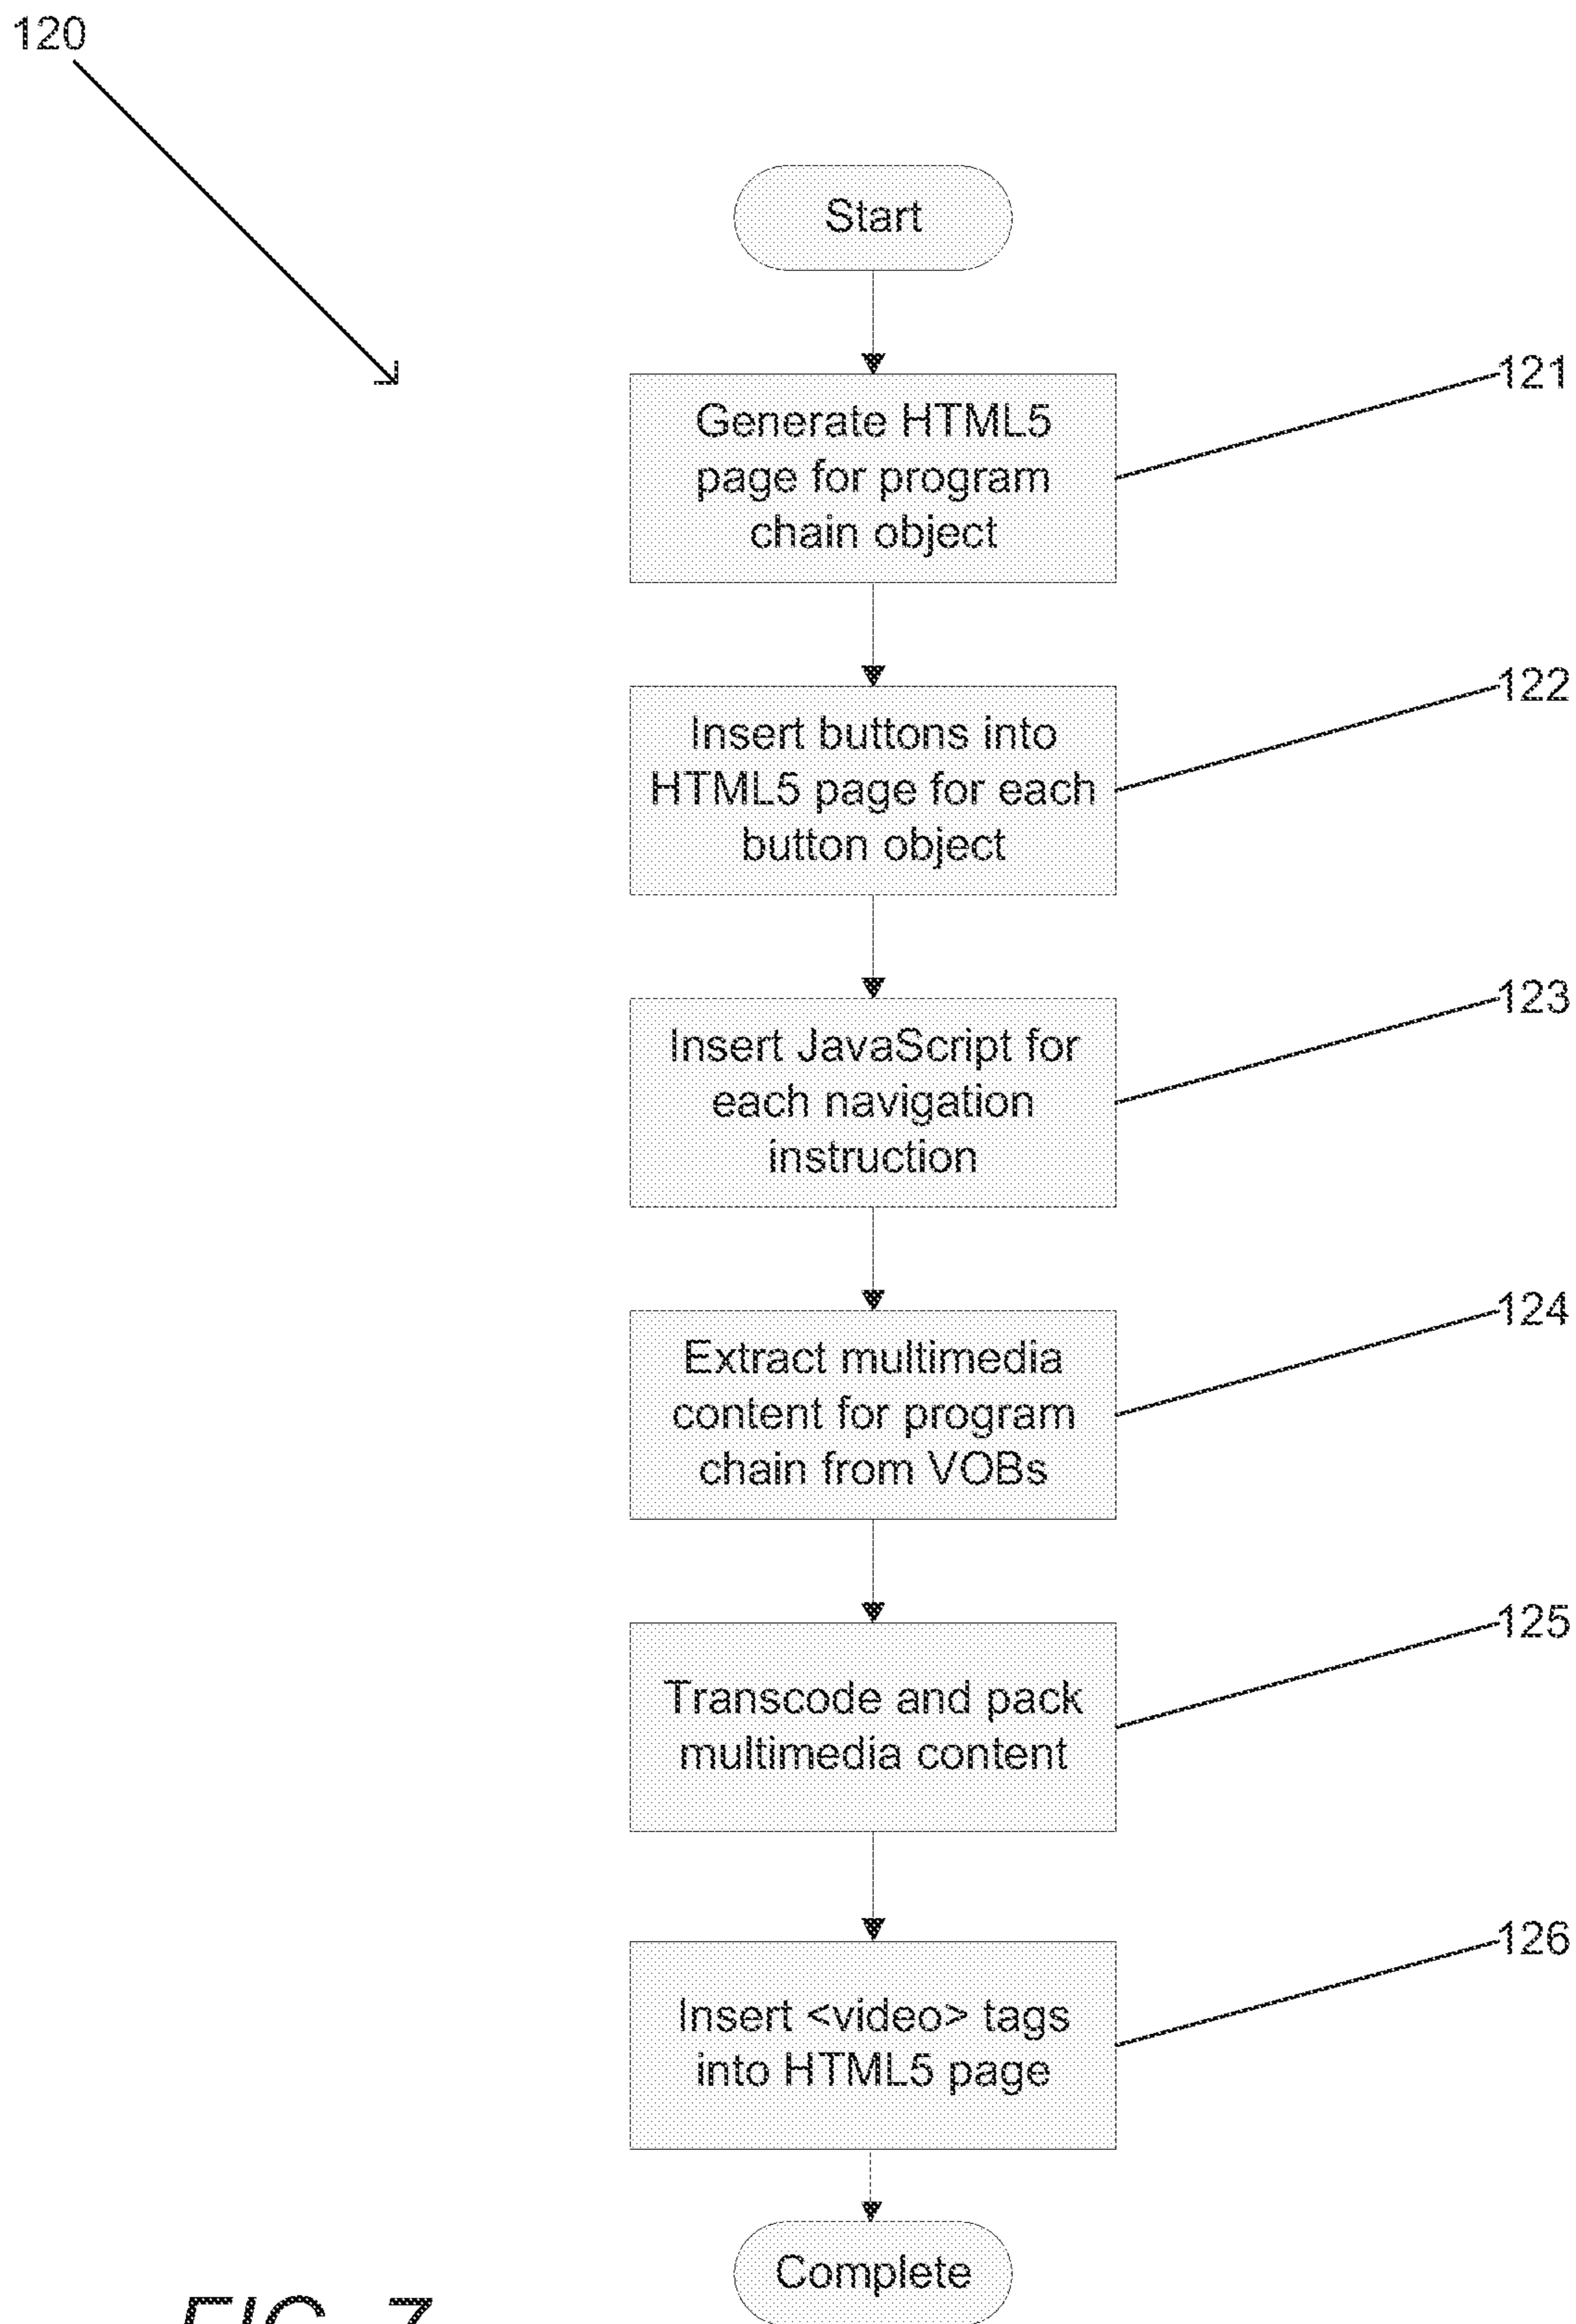 120
Start
121
Generate HTML5
page for program
chain object
122
Insert buttons into
HTML5 page for each
button object
123
Insert JavaScript for
each navigation
instruction
124
Extract multimedia
content for program
chain from VOBs
125
Transcode and pack
multimedia content
126
Insert <video> tags
into HTML5 page
Complete
FIG. 7